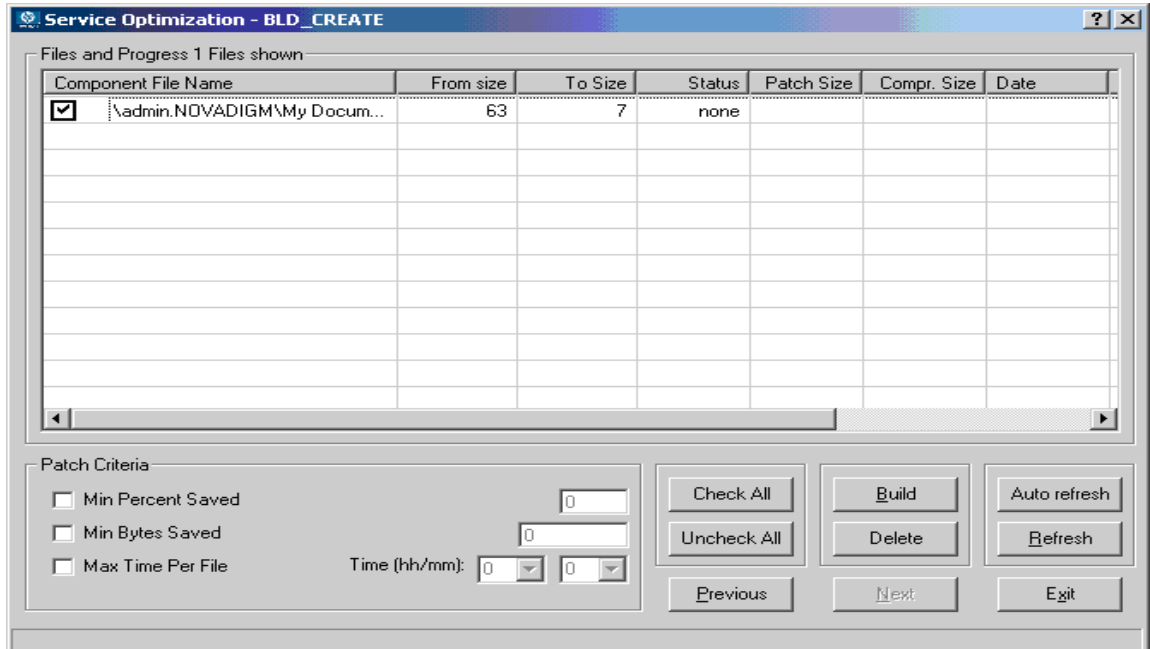 Service Optimization - BLD_CREATE
Files and Progress 1 Files shown
Component File Name From size To Size Status Patch Size Compr. Size Date
\admin.NOVADIGM\My Docum... 63 7 none
Patch Criteria
Min Percent Saved 0
Min Bytes Saved 0
Max Time Per File Time (hh/mm): 0 0
Check All Build Auto refresh
Uncheck All Delete Refresh
Previous Next Exit